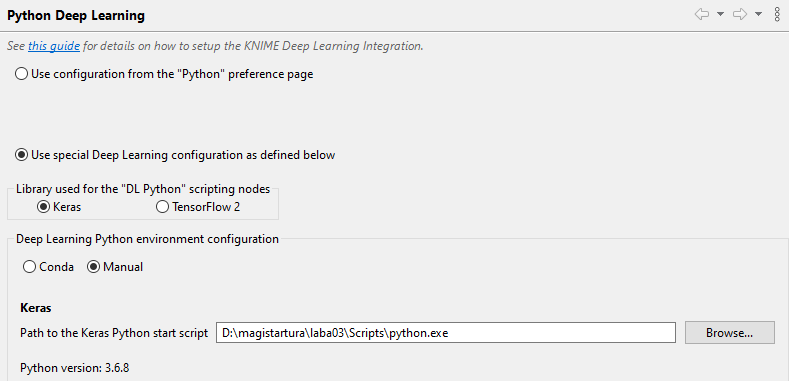 Python Deep Learning
See this guide for details on how to setup the KNIME Deep Learning Integration.
Use configuration from the "Python" preference page
Use special Deep Learning configuration as defined below
Library used for the "DL Python" scripting nodes
Keras TensorFlow 2
Deep Learning Python environment configuration
Conda Manual
Keras
Path to the Keras Python start script D:\magistartura\laba03\Scripts\python.exe Browse...
Python version: 3.6.8